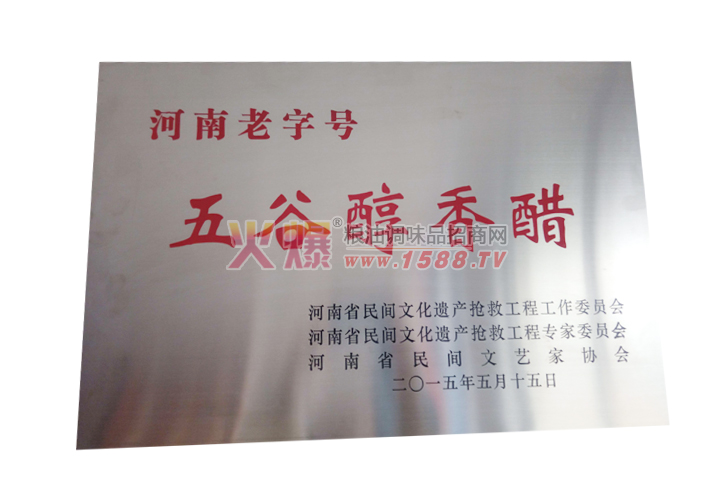 河南老字号
五谷醇香醋
火爆®粮油调味品招商网
www.1588.TV
河南省民间文化遗产抢救工程工作委员会
河南省民间文化遗产抢救工程专家委员会
河南省民间文艺家协会
二〇一五年五月十五日